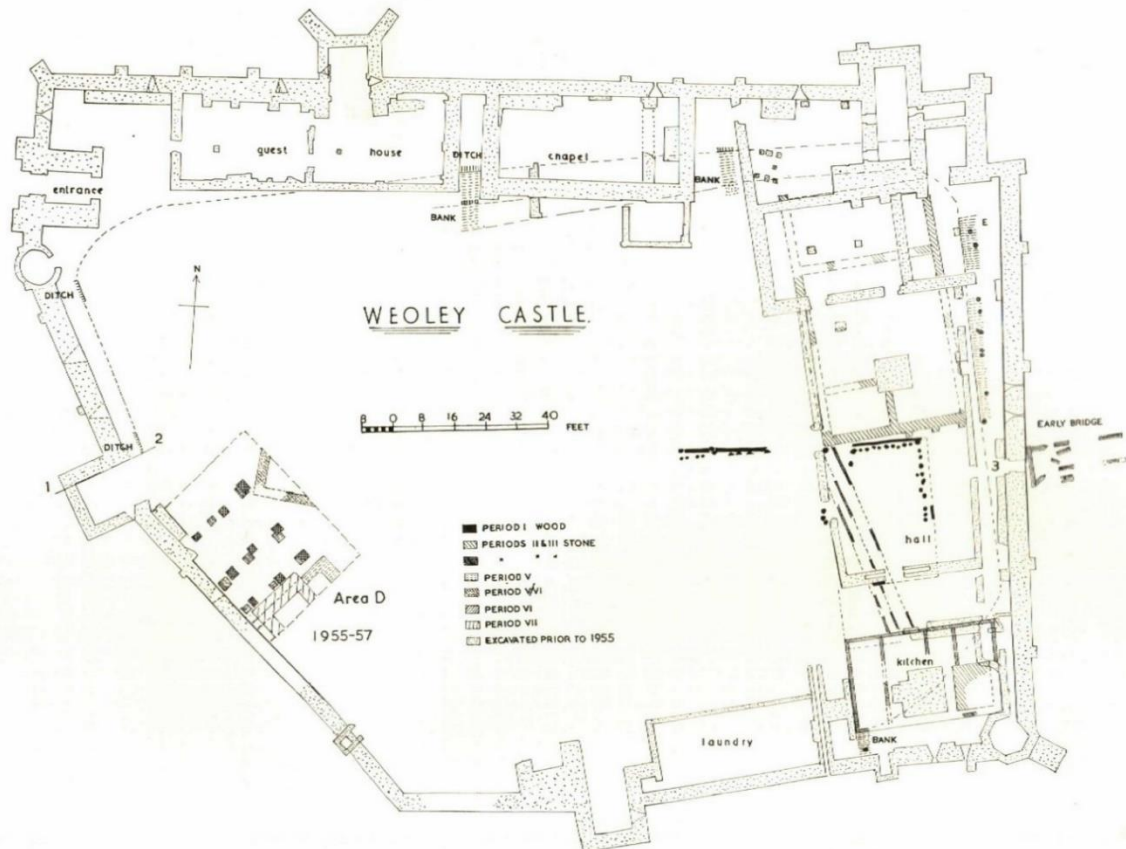 guest house
DITCH
chapel
BANK
BANK
entrance
E
N
DITCH
WEOLEY CASTLE.
8 0 8 16 24 32 40
FEET
EARLY BRIDGE
DITCH
2
1
3
PERIOD I WOOD
PERIODS II & III STONE
" " "
PERIOD V
PERIOD V/VI
PERIOD VI
PERIOD VII
EXCAVATED PRIOR TO 1955
hall
Area D
1955-57
kitchen
laundry
BANK